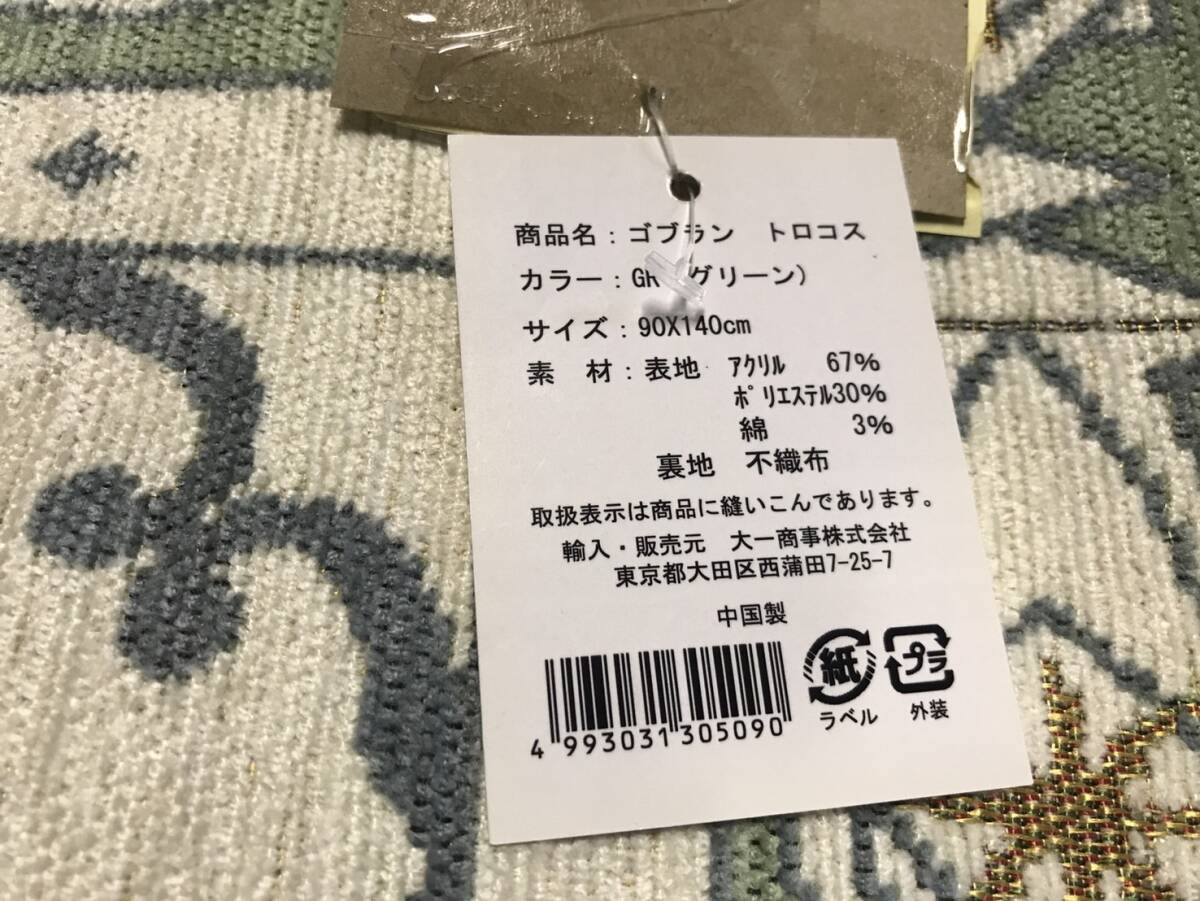 商品名：ゴブラン　トロコス
カラー：GR（グリーン）
サイズ：90X140cm
素　材：表地　ｱｸﾘﾙ　67%
ﾎﾟﾘｴｽﾃﾙ30%
綿　3%
裏地　不織布
取扱表示は商品に縫いこんであります。
輸入・販売元　大一商事株式会社
東京都大田区西蒲田7-25-7
中国製
紙
ラベル
プラ
外装
4 993031 305090